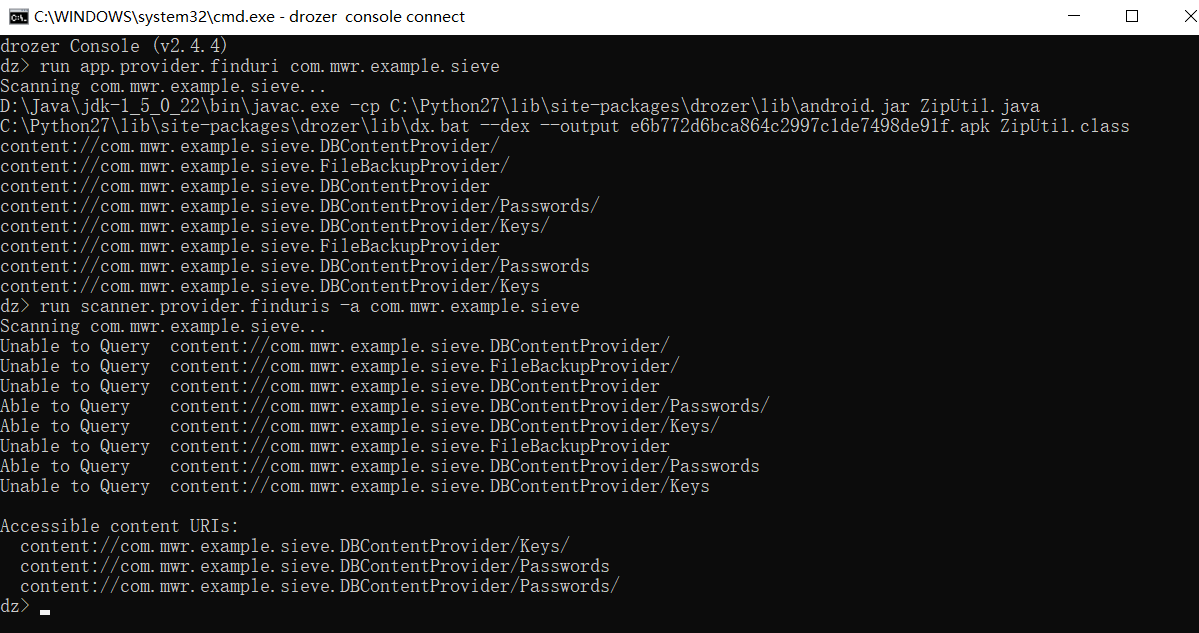 C:\WINDOWS\system32\cmd.exe - drozer  console connect
drozer Console (v2.4.4)
dz> run app.provider.finduri com.mwr.example.sieve
Scanning com.mwr.example.sieve...
D:\Java\jdk-1_5_0_22\bin\javac.exe -cp C:\Python27\lib\site-packages\drozer\lib\android.jar ZipUtil.java
C:\Python27\lib\site-packages\drozer\lib\dx.bat --dex --output e6b772d6bca864c2997c1de7498de91f.apk ZipUtil.class
content://com.mwr.example.sieve.DBContentProvider/
content://com.mwr.example.sieve.FileBackupProvider/
content://com.mwr.example.sieve.DBContentProvider
content://com.mwr.example.sieve.DBContentProvider/Passwords/
content://com.mwr.example.sieve.DBContentProvider/Keys/
content://com.mwr.example.sieve.FileBackupProvider
content://com.mwr.example.sieve.DBContentProvider/Passwords
content://com.mwr.example.sieve.DBContentProvider/Keys
dz> run scanner.provider.finduris -a com.mwr.example.sieve
Scanning com.mwr.example.sieve...
Unable to Query  content://com.mwr.example.sieve.DBContentProvider/
Unable to Query  content://com.mwr.example.sieve.FileBackupProvider/
Unable to Query  content://com.mwr.example.sieve.DBContentProvider
Able to Query    content://com.mwr.example.sieve.DBContentProvider/Passwords/
Able to Query    content://com.mwr.example.sieve.DBContentProvider/Keys/
Unable to Query  content://com.mwr.example.sieve.FileBackupProvider
Able to Query    content://com.mwr.example.sieve.DBContentProvider/Passwords
Unable to Query  content://com.mwr.example.sieve.DBContentProvider/Keys
Accessible content URIs:
  content://com.mwr.example.sieve.DBContentProvider/Keys/
  content://com.mwr.example.sieve.DBContentProvider/Passwords
  content://com.mwr.example.sieve.DBContentProvider/Passwords/
dz>